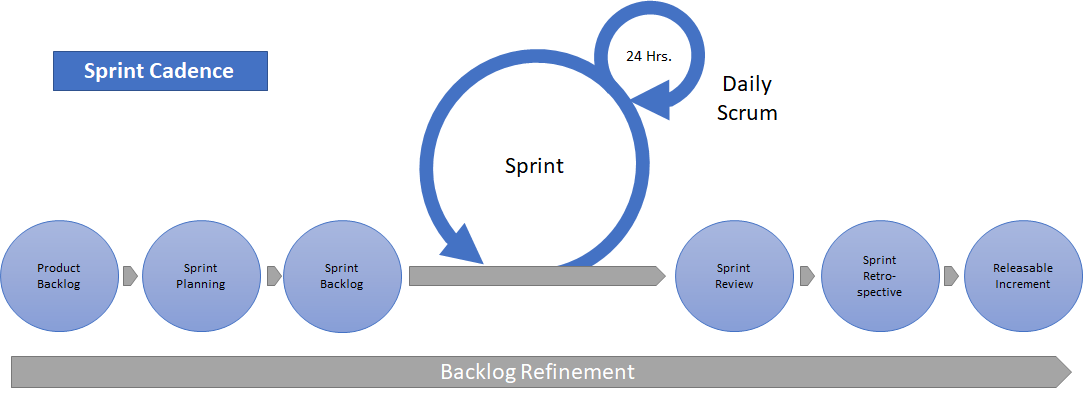 Sprint Cadence
24 Hrs.
Daily
Scrum
Sprint
Product
Backlog
Sprint
Planning
Sprint
Backlog
Sprint
Review
Sprint
Retro-
spective
Releasable
Increment
Backlog Refinement